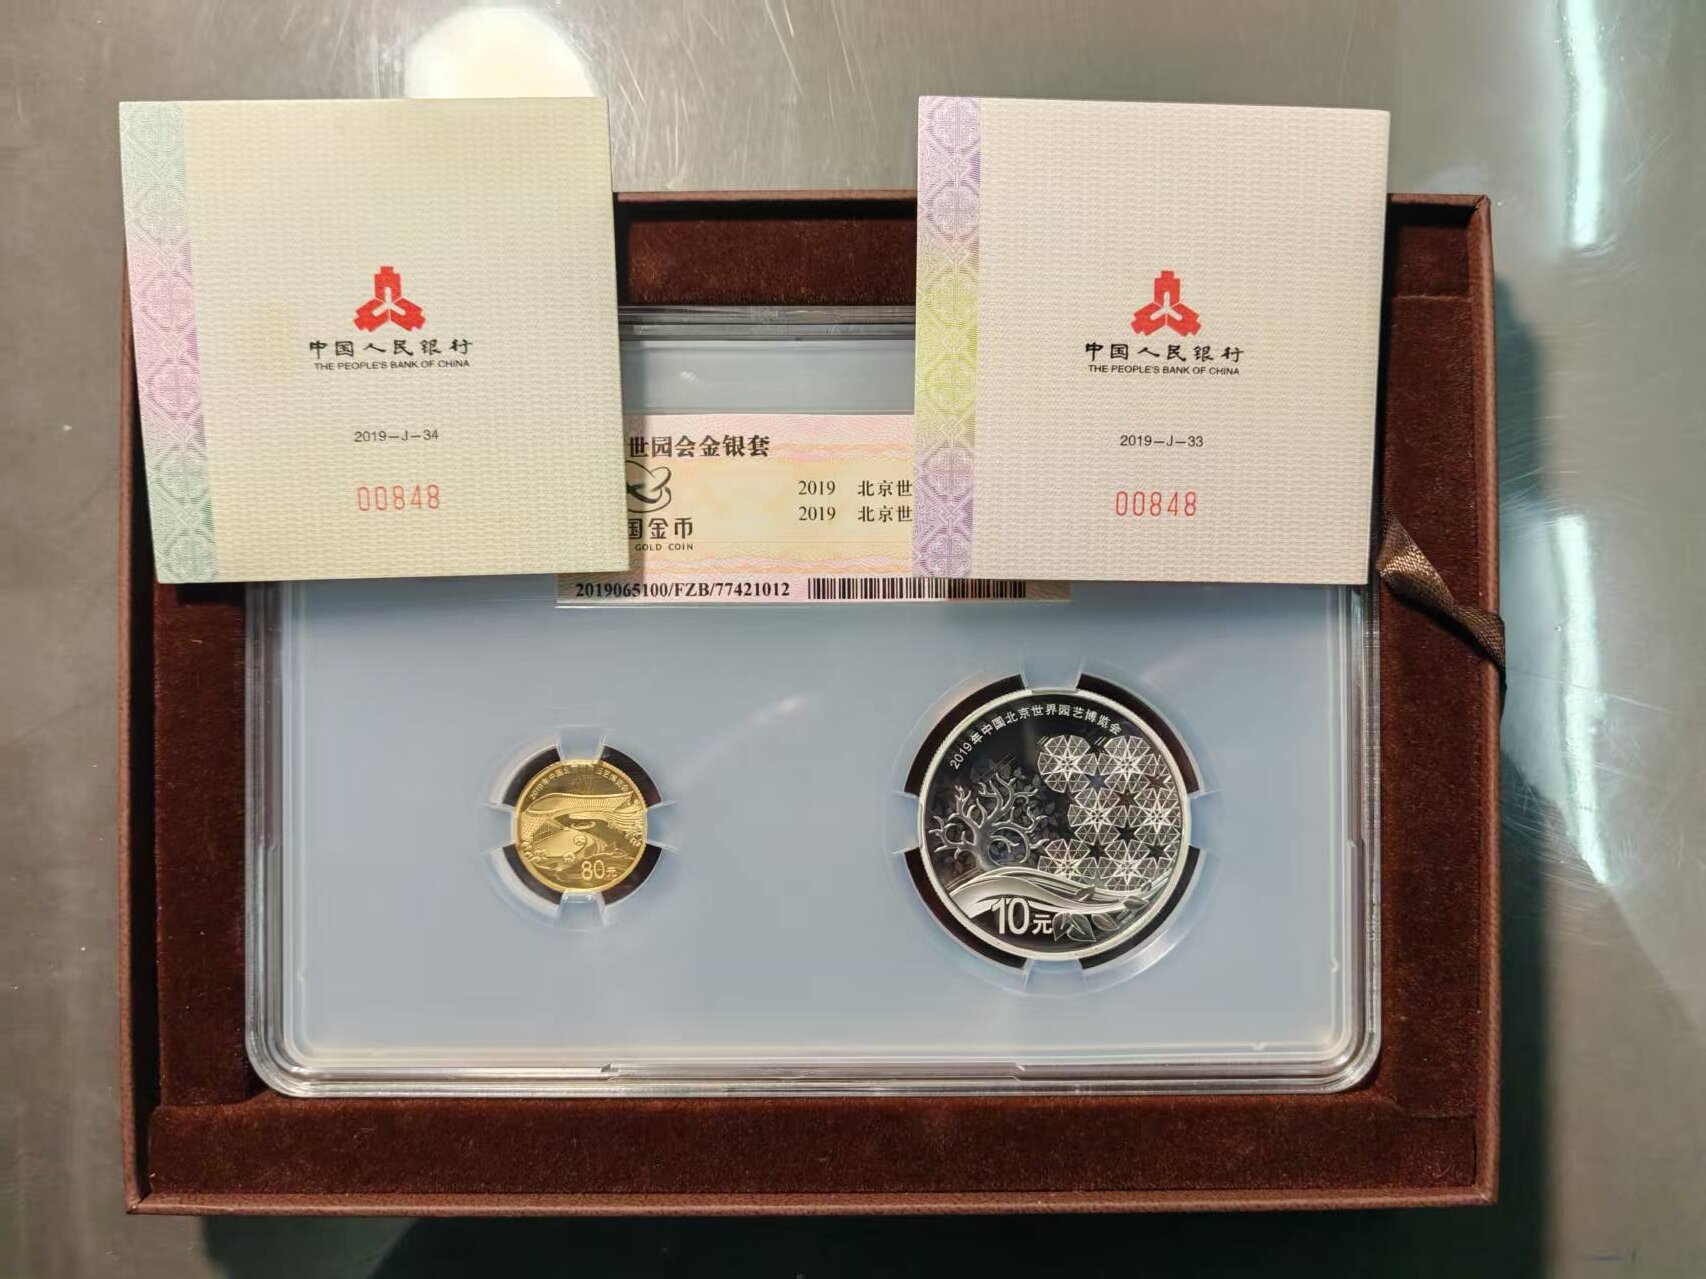 中国人民银行
THE PEOPLE'S BANK OF CHINA
2019-J-34
00848
中国人民银行
THE PEOPLE'S BANK OF CHINA
2019-J-33
00848
世园会金银套
2019 北京世
2019 北京世
国金币
GOLD COIN
2019065100/FZB/77421012
80元
2019年中国北京世界园艺博览会
10元